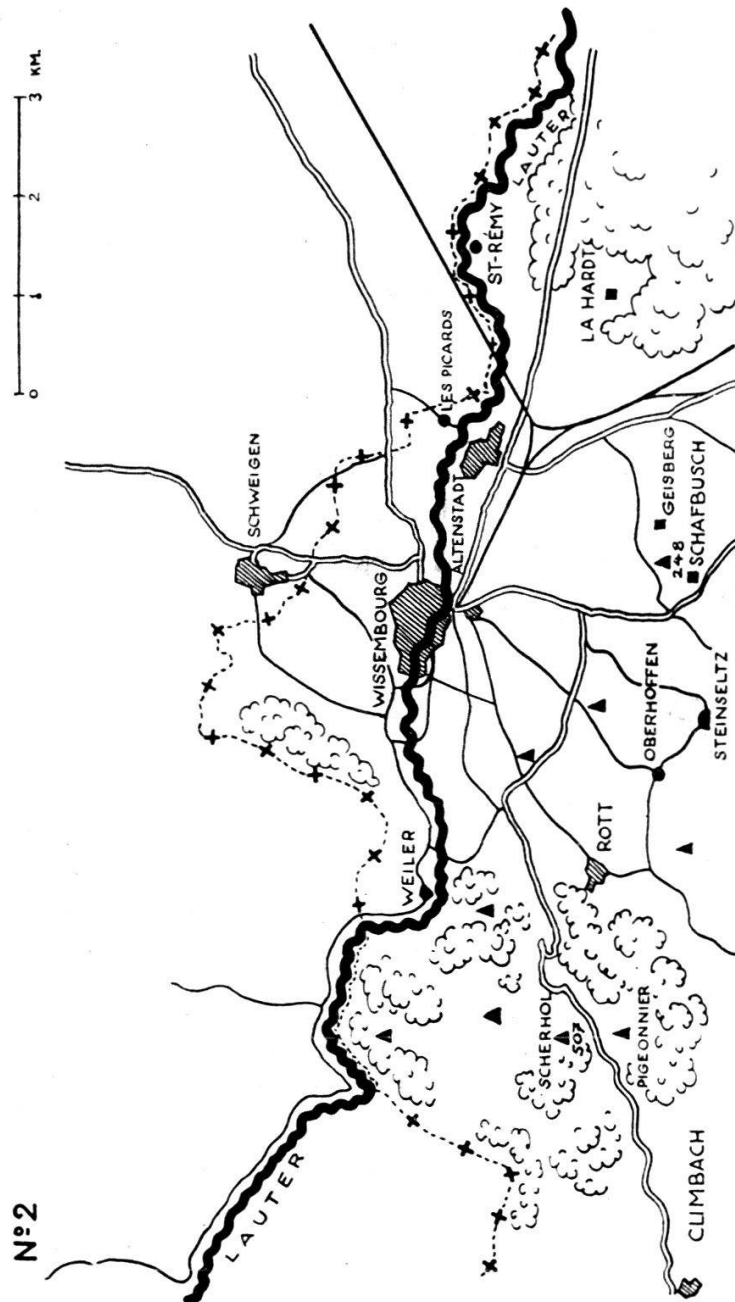 Nº2
0 1 2 3 KM.
LAUTER
SCHWEIGEN
LES PICARDS
WISSEMBOURG
WEILER
ALTENSTADT
ST-RÉMY
LAUTER
LA HARDT
SCHERHOL
507
PIGEONNIER
ROTT
CLIMBACH
OBERHOFFEN
STEINSELTZ
248
GEISBERG
SCHAFBUSCH